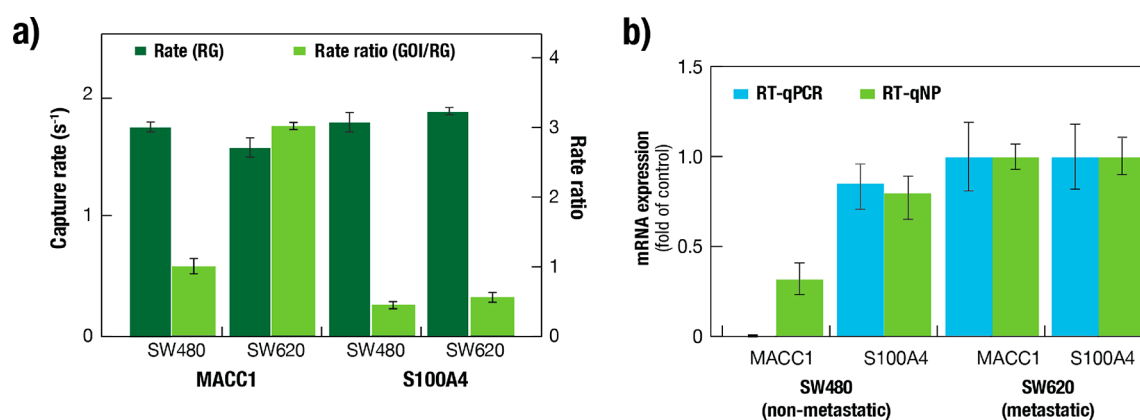 a)
Rate (RG)
Rate ratio (GOI/RG)
Capture rate (s⁻¹)
2
1
0
4
3
2
1
0
Rate ratio
SW480 SW620 SW480 SW620
MACC1 S100A4
b)
RT-qPCR
RT-qNP
mRNA expression
(fold of control)
1.5
1.0
0.5
0
MACC1 S100A4 MACC1 S100A4
SW480 SW620
(non-metastatic) (metastatic)